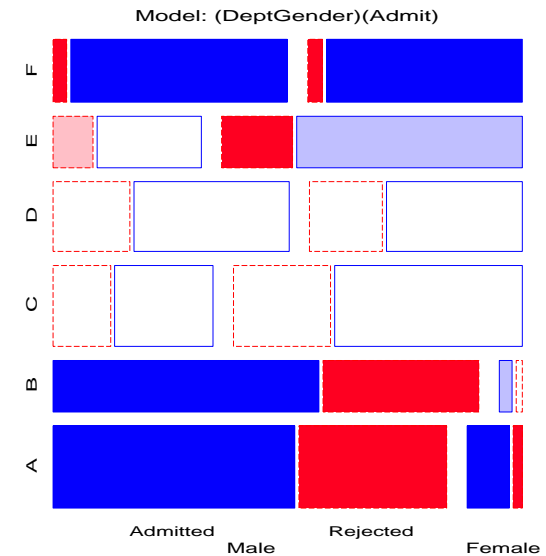 Model: (DeptGender)(Admit)
F
E
D
C
B
A
Admitted Rejected
Male Female